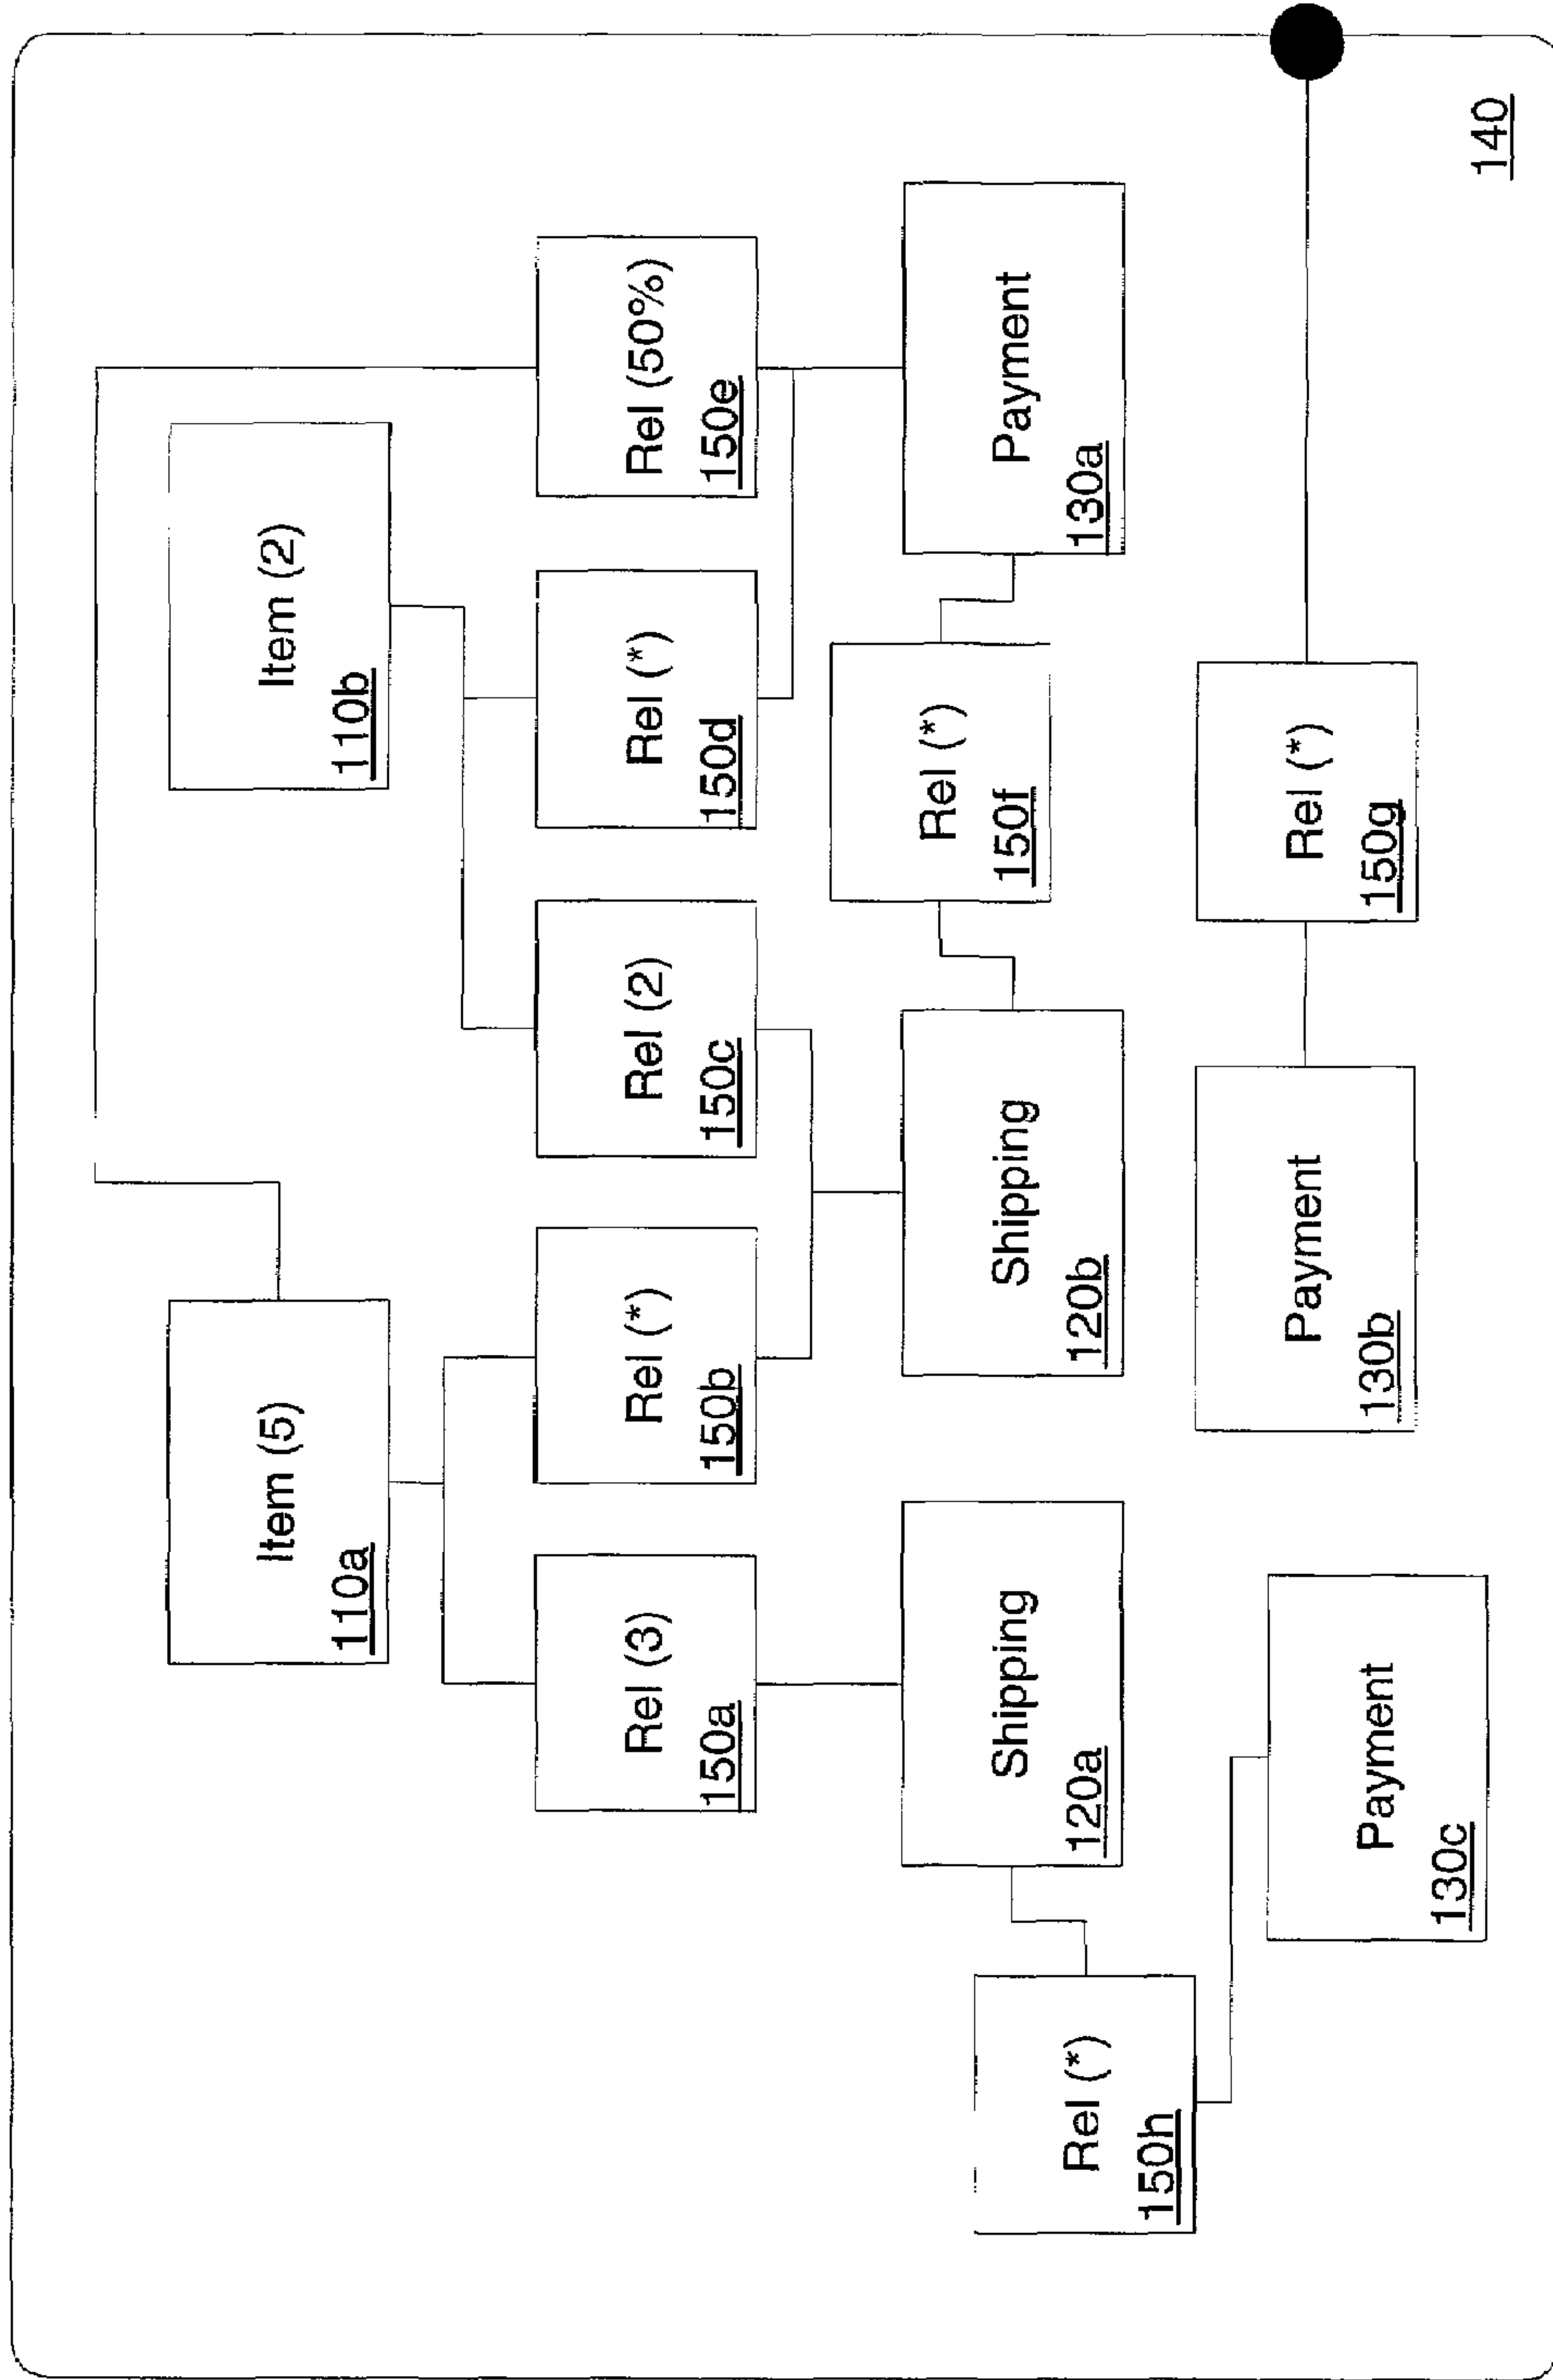 Item (5)
110a
Item (2)
110b
Rel (3)
150a
Rel (*)
150b
Rel (2)
150c
Rel (*)
150d
Rel (50%)
150e
Shipping
120a
Shipping
120b
Rel (*)
150f
Payment
130a
Rel (*)
150h
Payment
130c
Payment
130b
Rel (*)
150g
140